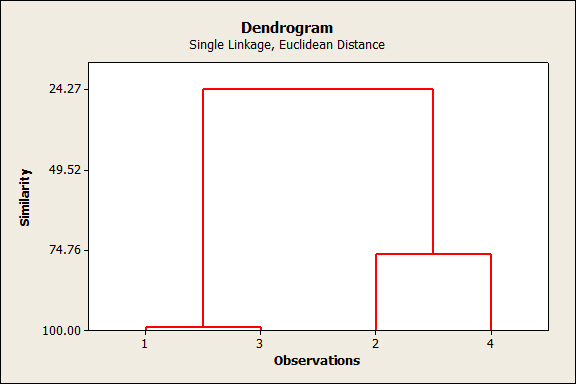 Dendrogram
Single Linkage, Euclidean Distance
24.27
49.52
74.76
100.00
Similarity
1 3 2 4
Observations